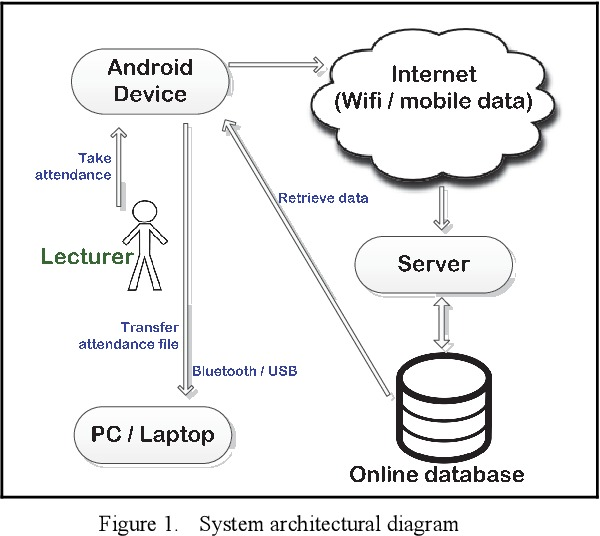 Android
Device
Internet
(Wifi / mobile data)
Take
attendance
Retrieve data
Lecturer
Server
Transfer
attendance file
Bluetooth / USB
PC / Laptop
Online database
Figure 1. System architectural diagram